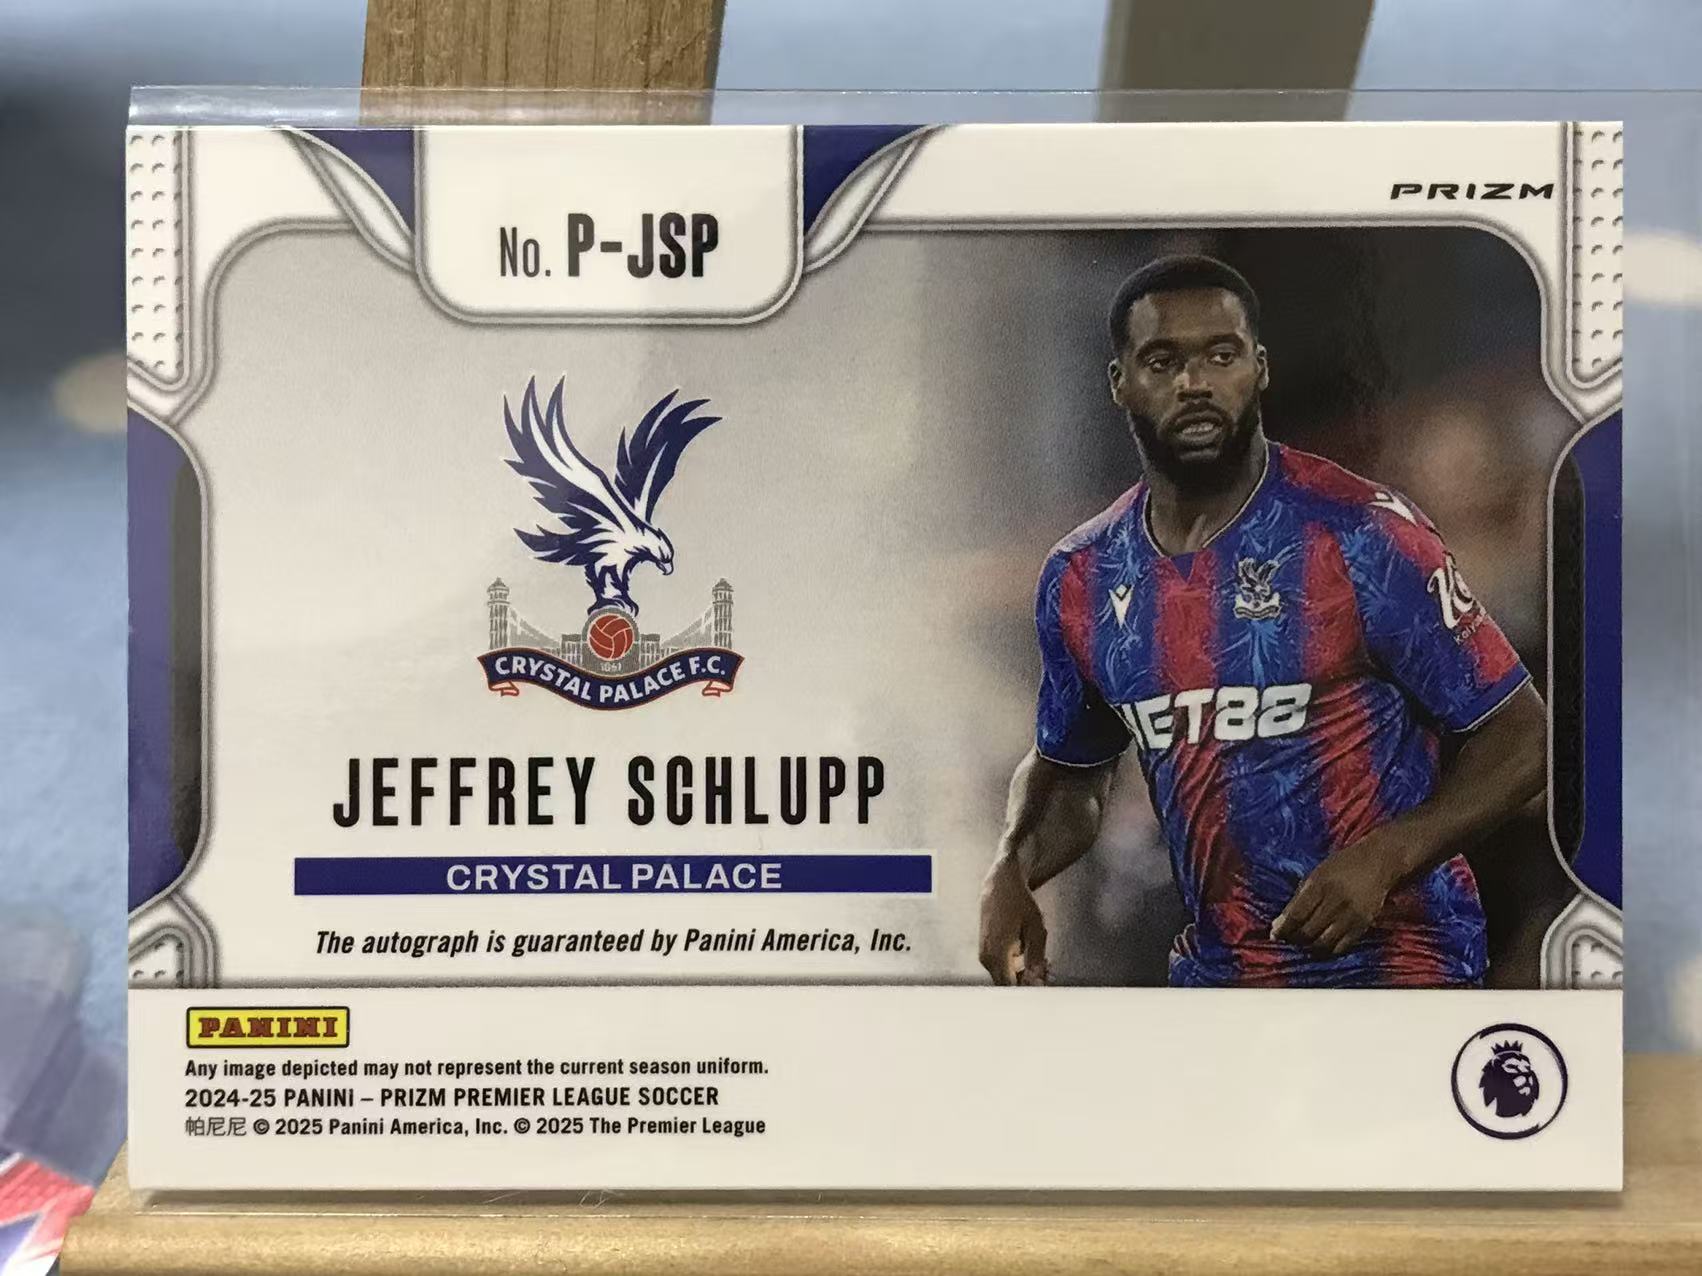 No. P-JSP
PRIZM
CRYSTAL PALACE F.C.
1861
JEFFREY SCHLUPP
CRYSTAL PALACE
NET88
The autograph is guaranteed by Panini America, Inc.
PANINI
Any image depicted may not represent the current season uniform.
2024-25 PANINI – PRIZM PREMIER LEAGUE SOCCER
帕尼尼 © 2025 Panini America, Inc. © 2025 The Premier League